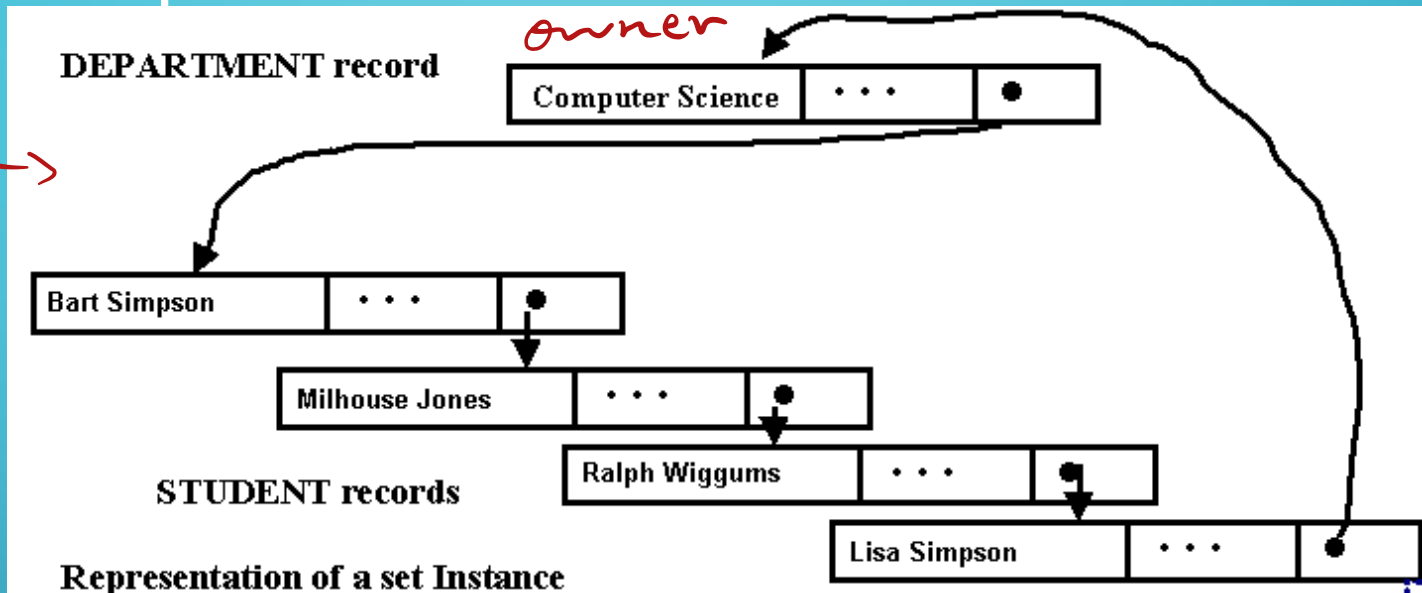 owner
DEPARTMENT record
Computer Science • • •
Bart Simpson • • •
Milhouse Jones • • •
Ralph Wiggums • • •
STUDENT records
Lisa Simpson • • •
Representation of a set Instance